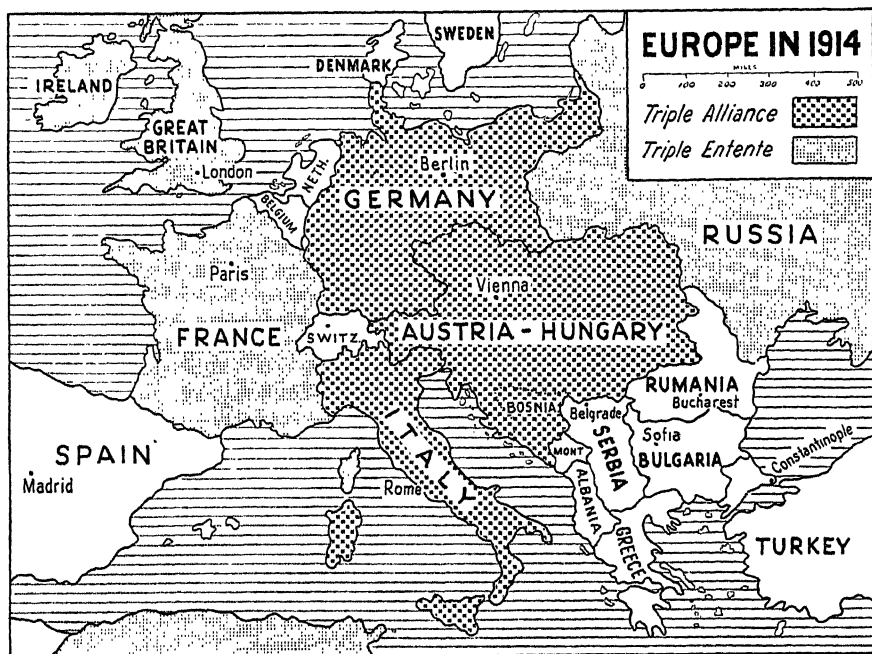 EUROPE IN 1914
MILES
0 100 200 300 400 500
Triple Alliance
Triple Entente
SWEDEN
DENMARK
IRELAND
GREAT
BRITAIN
London
NETH.
BELGIUM
Berlin
GERMANY
RUSSIA
Paris
FRANCE
Vienna
SWITZ.
AUSTRIA-HUNGARY
RUMANIA
Bucharest
BOSNIA
Belgrade
SERBIA
Sofia
BULGARIA
Constantinople
MONT
ALBANIA
ITALY
Rome
SPAIN
Madrid
GREECE
TURKEY